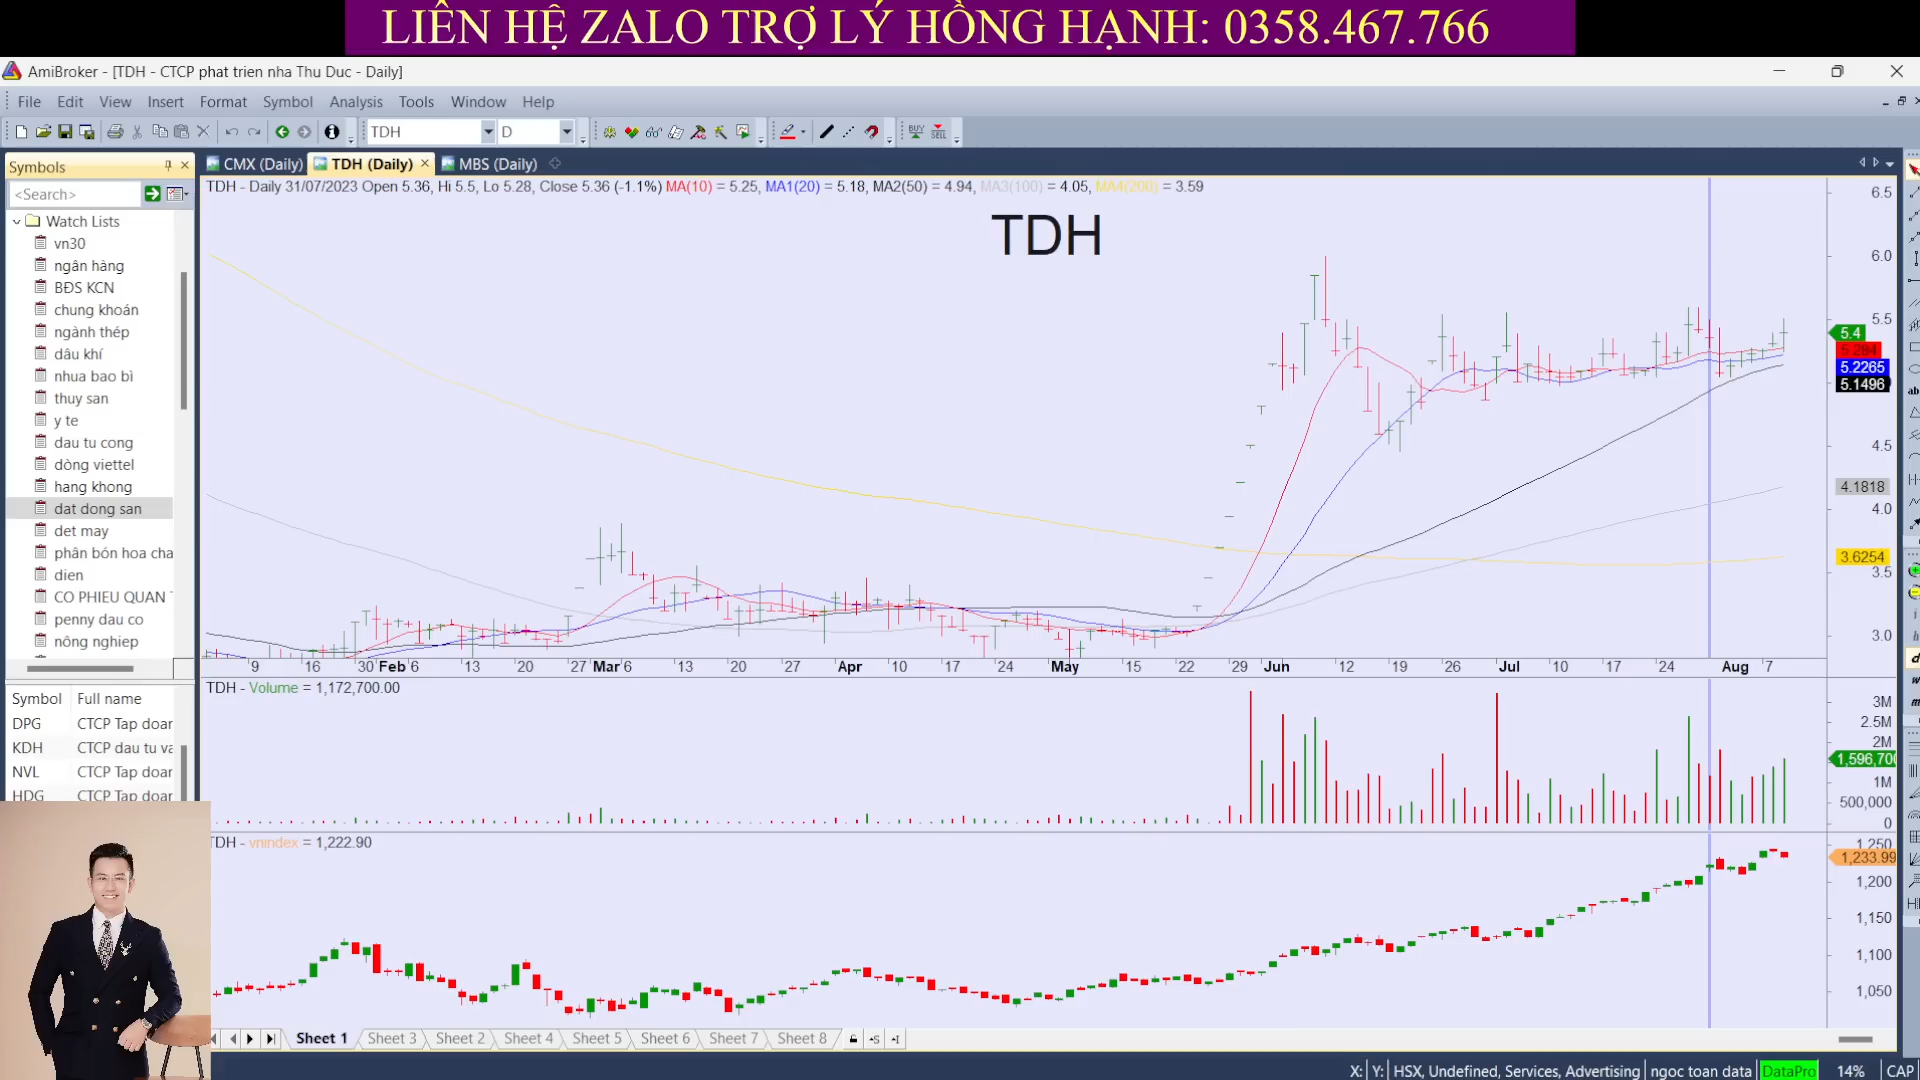 LIÊN HỆ ZALO TRỢ LÝ HỒNG HẠNH: 0358.467.766
AmiBroker - [TDH - CTCP phat trien nha Thu Duc - Daily]
File Edit View Insert Format Symbol Analysis Tools Window Help
TDH D BUY SELL
Symbols
CMX (Daily) TDH (Daily) MBS (Daily)
<Search>
TDH - Daily 31/07/2023 Open 5.36, Hi 5.5, Lo 5.28, Close 5.36 (-1.1%) MA(10) = 5.25, MA1(20) = 5.18, MA2(50) = 4.94, MA3(100) = 4.05, MA4(200) = 3.59
TDH
Watch Lists
vn30
ngân hàng
BĐS KCN
chung khoán
ngành thép
dầu khí
nhua bao bì
thuy san
y te
dau tu cong
dòng viettel
hang khong
dat dong san
det may
phân bón hoa cha
dien
CO PHIEU QUAN
penny dau co
nông nghiep
6.5
6.0
5.5
5.4
5.294
5.2265
5.1496
4.5
4.1818
4.0
3.6254
3.5
3.0
9 16 30 Feb 6 13 20 27 Mar 6 13 20 27 Apr 10 17 24 May 15 22 29 Jun 12 19 26 Jul 10 17 24 Aug 7
Symbol Full name
DPG CTCP Tap doar
KDH CTCP dau tu va
NVL CTCP Tap doar
HDG CTCP Tap doar
TDH - Volume = 1,172,700.00
3M
2.5M
2M
1,596,700
1M
500,000
0
TDH - vnindex = 1,222.90
1,250
1,233.99
1,200
1,150
1,100
1,050
Sheet 1 Sheet 3 Sheet 2 Sheet 4 Sheet 5 Sheet 6 Sheet 7 Sheet 8
X: Y: HSX, Undefined, Services, Advertising ngoc toan data DataPro 14% CAP